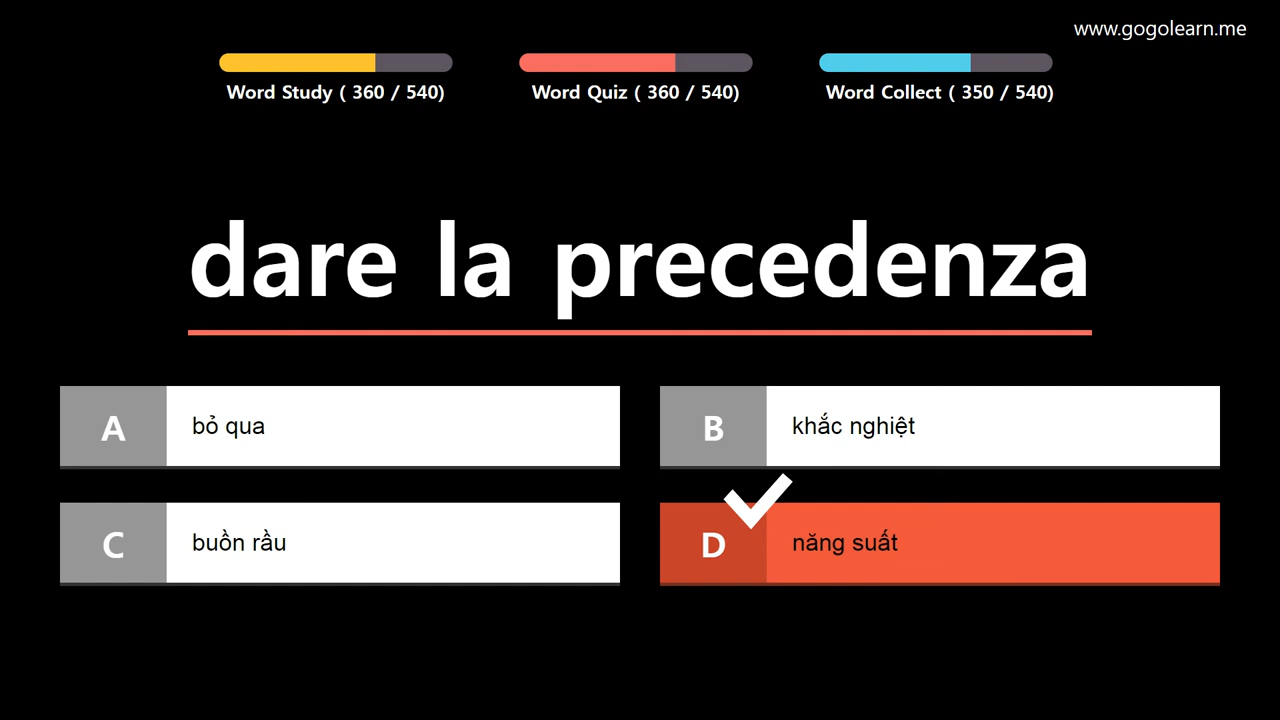 www.gogolearn.me
Word Study ( 360 / 540)
Word Quiz ( 360 / 540)
Word Collect ( 350 / 540)
dare la precedenza
A
bỏ qua
B
khắc nghiệt
C
buồn rầu
D
năng suất